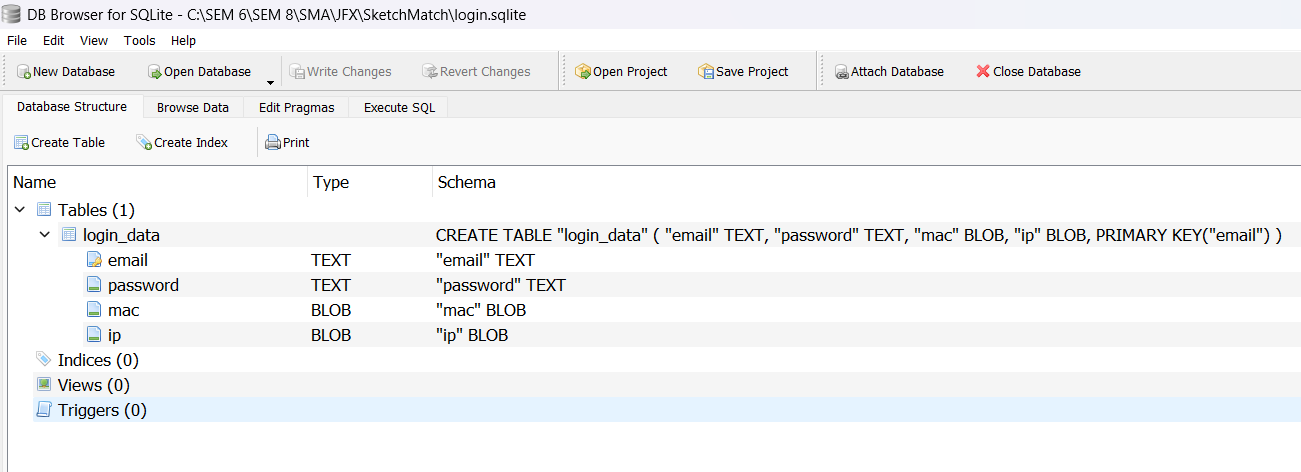 DB Browser for SQLite - C:\SEM 6\SEM 8\SMA\JFX\SketchMatch\login.sqlite
File Edit View Tools Help
New Database Open Database Write Changes Revert Changes Open Project Save Project Attach Database Close Database
Database Structure Browse Data Edit Pragmas Execute SQL
Create Table Create Index Print
Name Type Schema
Tables (1)
login_data CREATE TABLE "login_data" ( "email" TEXT, "password" TEXT, "mac" BLOB, "ip" BLOB, PRIMARY KEY("email") )
email TEXT "email" TEXT
password TEXT "password" TEXT
mac BLOB "mac" BLOB
ip BLOB "ip" BLOB
Indices (0)
Views (0)
Triggers (0)